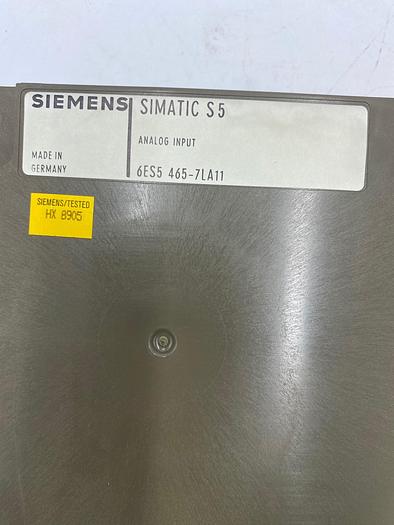 SIEMENS
SIMATIC S5
ANALOG INPUT
MADE IN
GERMANY
6ES5 465-7LA11
SIEMENS/TESTED
HX 8905